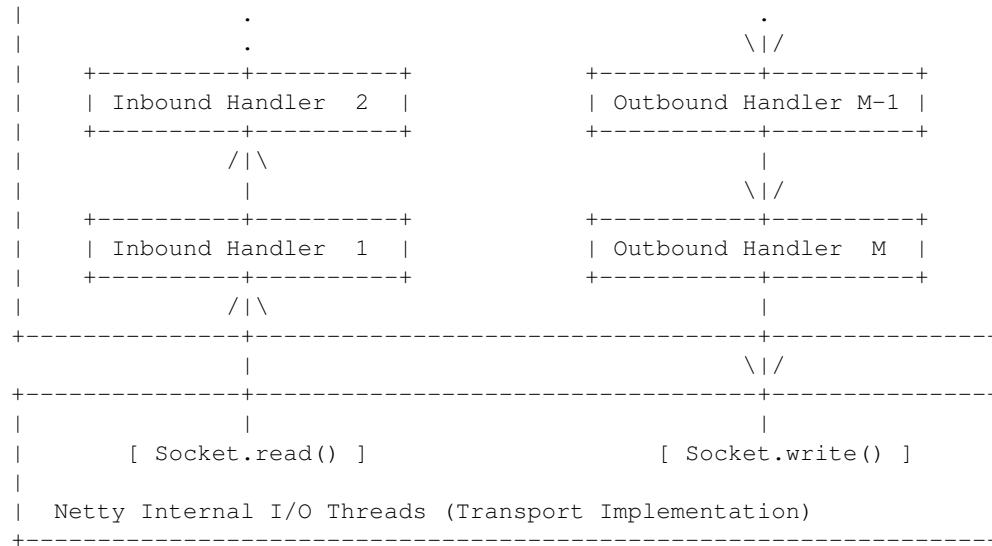 |               .                                   .
|               .                                  \|/
|    +----------+----------+            +-----------+----------+
|    | Inbound Handler  2  |            | Outbound Handler M-1 |
|    +----------+----------+            +-----------+----------+
|              /|\                                  |
|               |                                  \|/
|    +----------+----------+            +-----------+----------+
|    | Inbound Handler  1  |            | Outbound Handler  M  |
|    +----------+----------+            +-----------+----------+
|              /|\                                  |
+---------------+-----------------------------------+----------------
                |                                  \|/
+---------------+-----------------------------------+----------------
|               |                                   |
|       [ Socket.read() ]                    [ Socket.write() ]
|
|  Netty Internal I/O Threads (Transport Implementation)
+--------------------------------------------------------------------